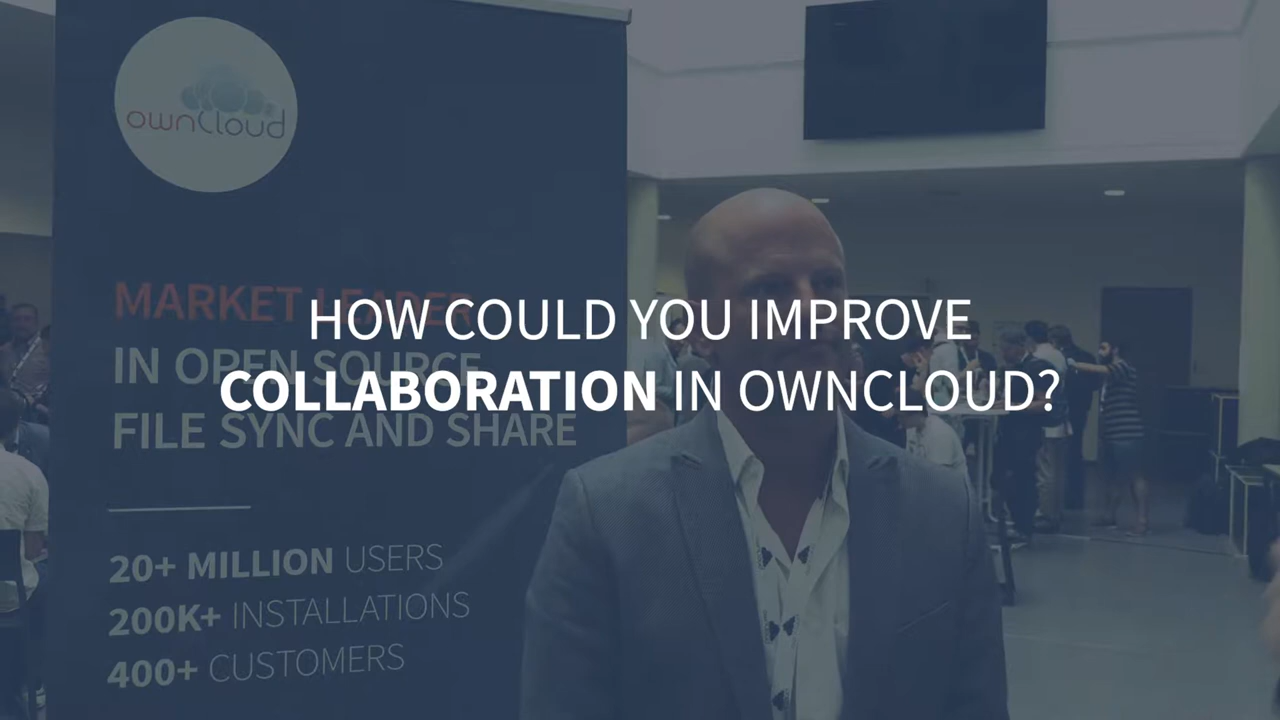 ownCloud
MARKET LEADER
IN OPEN SOURCE
FILE SYNC AND SHARE
20+ MILLION USERS
200K+ INSTALLATIONS
400+ CUSTOMERS
HOW COULD YOU IMPROVE
COLLABORATION IN OWNCLOUD?